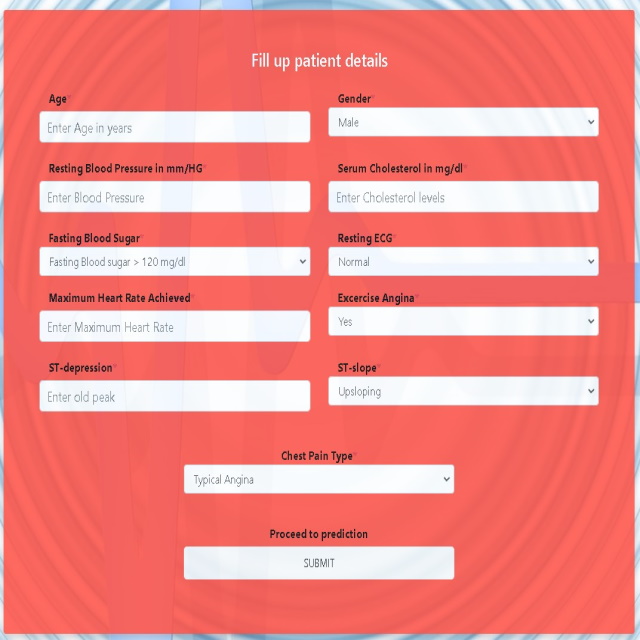 Fill up patient details
Age*
Gender*
Enter Age in years
Male
Resting Blood Pressure in mm/HG*
Serum Cholesterol in mg/dl*
Enter Blood Pressure
Enter Cholesterol levels
Fasting Blood Sugar*
Resting ECG*
Fasting Blood sugar > 120 mg/dl
Normal
Maximum Heart Rate Achieved*
Excercise Angina*
Enter Maximum Heart Rate
Yes
ST-depression*
ST-slope*
Enter old peak
Upsloping
Chest Pain Type*
Typical Angina
Proceed to prediction
SUBMIT